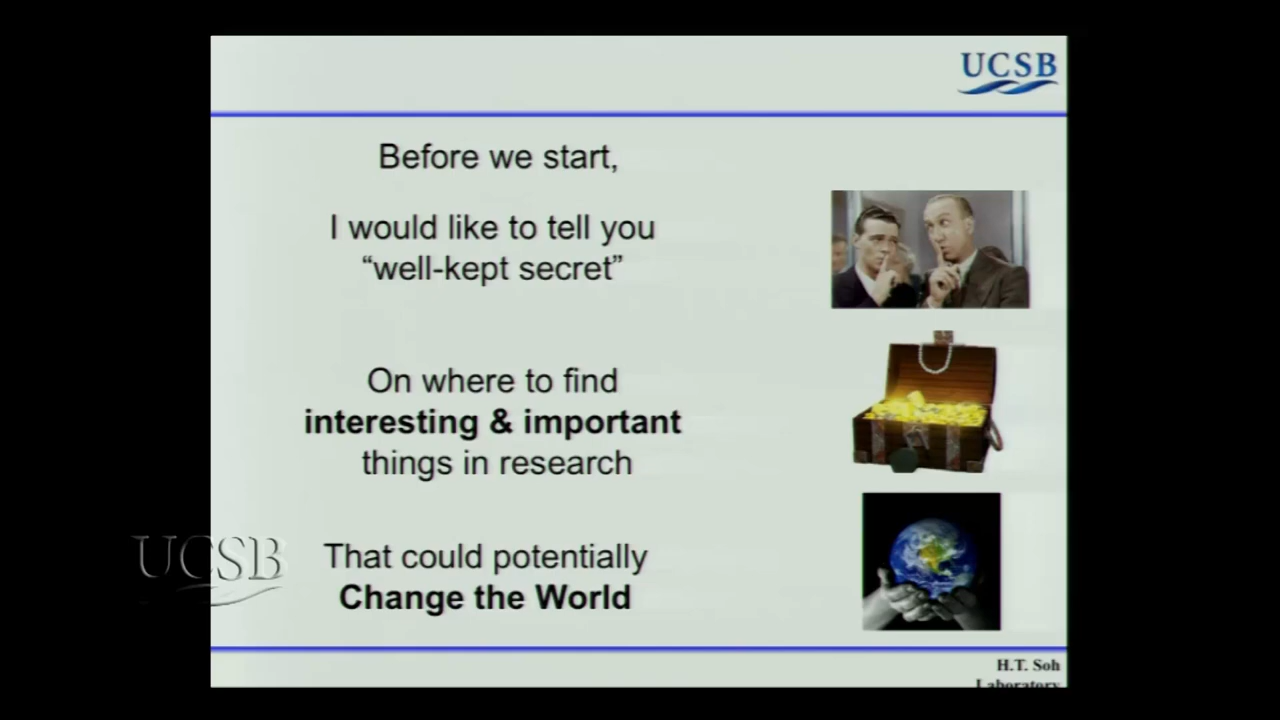 UCSB
Before we start,
I would like to tell you
“well-kept secret”
On where to find
interesting & important
things in research
UCSB
That could potentially
Change the World
H.T. Soh
Laboratory